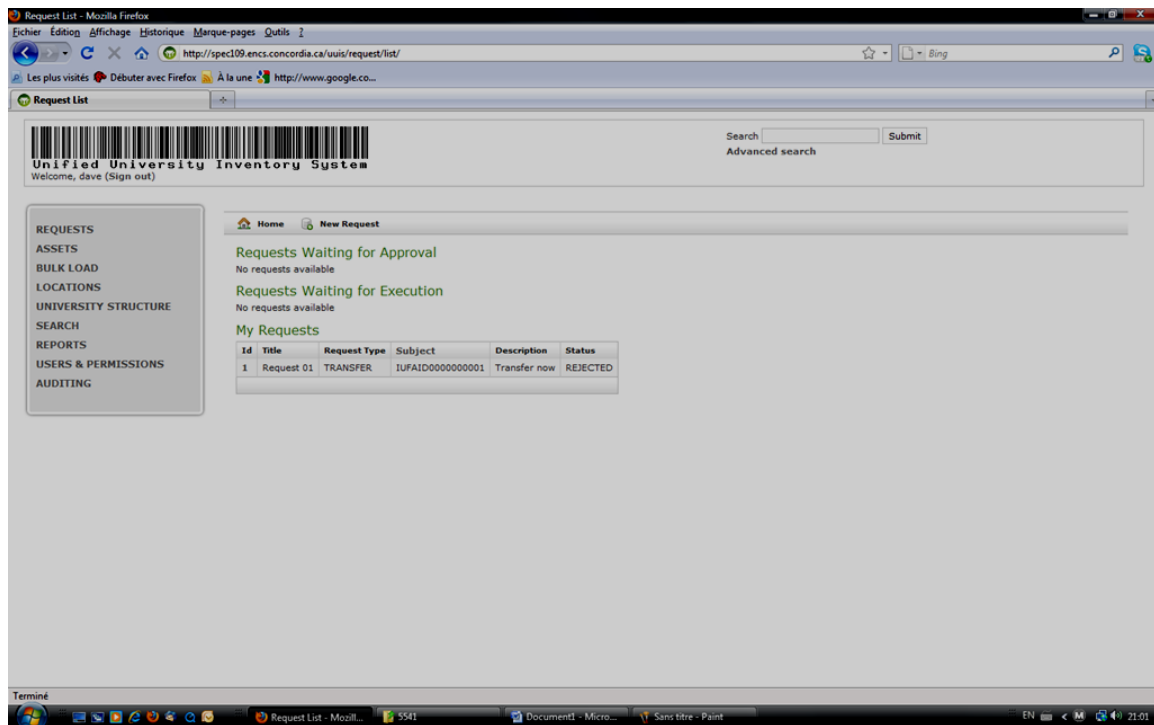 Request List - Mozilla Firefox
Fichier Édition Affichage Historique Marque-pages Outils ?
http://spec109.encs.concordia.ca/uuis/request/list/
Bing
Les plus visités Débuter avec Firefox À la une http://www.google.co...
Request List
Unified University Inventory System
Welcome, dave (Sign out)
Search Submit
Advanced search
REQUESTS
ASSETS
BULK LOAD
LOCATIONS
UNIVERSITY STRUCTURE
SEARCH
REPORTS
USERS & PERMISSIONS
AUDITING
Home New Request
Requests Waiting for Approval
No requests available
Requests Waiting for Execution
No requests available
My Requests
Id Title Request Type Subject Description Status
1 Request 01 TRANSFER IUFAID0000000001 Transfer now REJECTED
Terminé
Request List - Mozill... 5541 Document1 - Micro... Sans titre - Paint EN < M 21:01